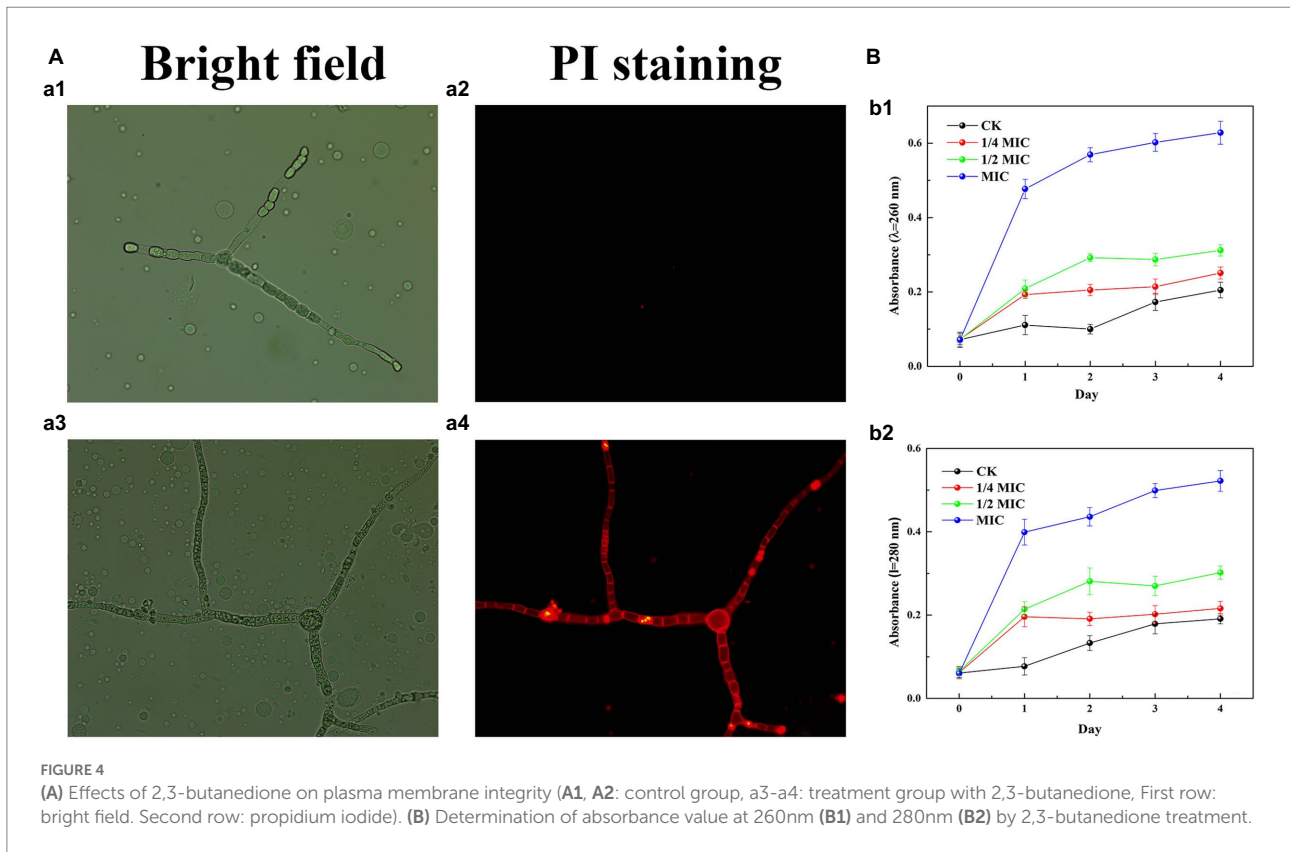 A
Bright field
PI staining
B
a1
a2
b1
CK
1/4 MIC
1/2 MIC
MIC
0.6
0.4
0.2
0.0
Absorbance (λ=260 nm)
0 1 2 3 4
Day
a3
a4
b2
CK
1/4 MIC
1/2 MIC
MIC
0.6
0.4
0.2
0.0
Absorbance (l=280 nm)
0 1 2 3 4
Day
FIGURE 4
(A) Effects of 2,3-butanedione on plasma membrane integrity (A1, A2: control group, a3-a4: treatment group with 2,3-butanedione, First row:
bright field. Second row: propidium iodide). (B) Determination of absorbance value at 260nm (B1) and 280nm (B2) by 2,3-butanedione treatment.